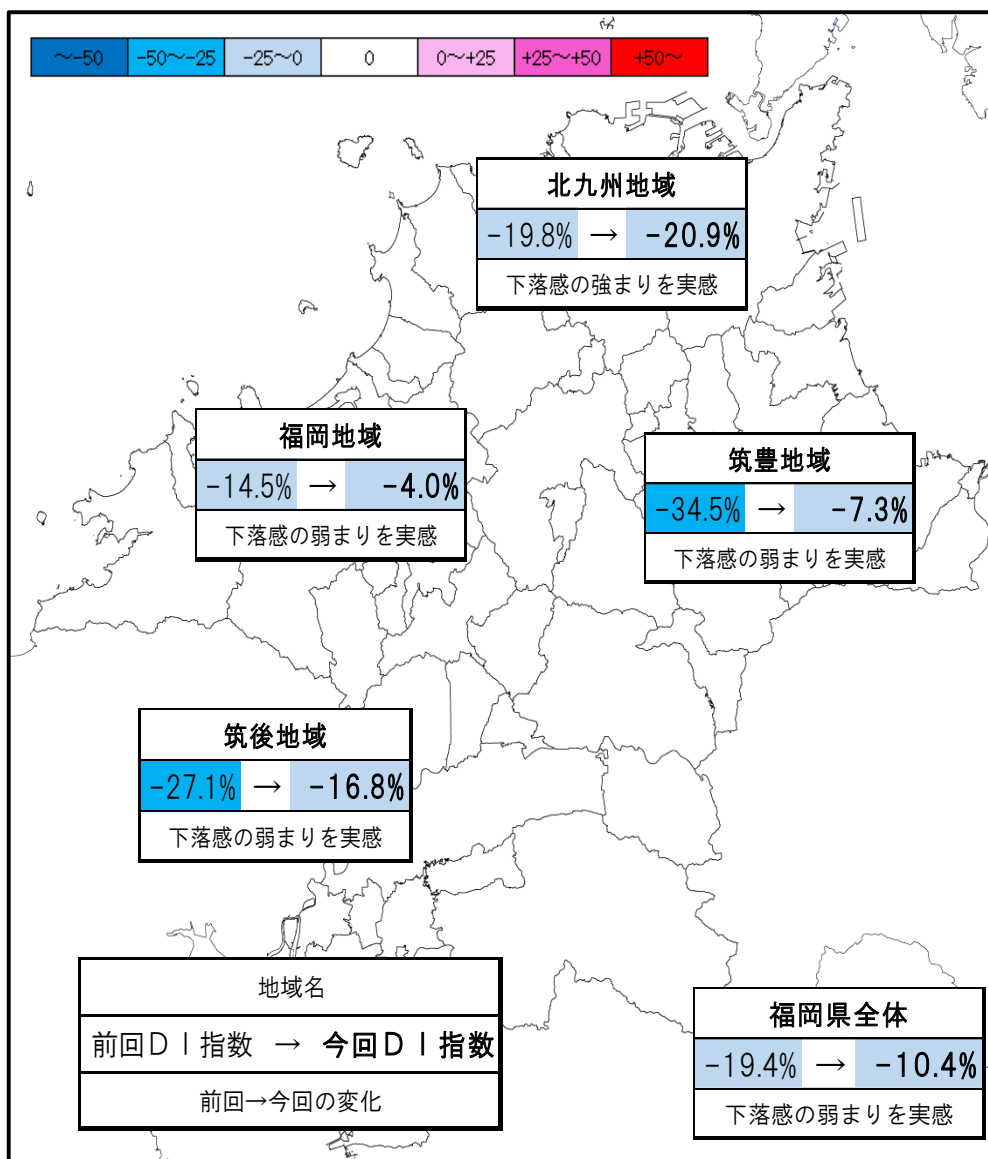 ～-50 -50～-25 -25～0 0 0～+25 +25～+50 +50～
北九州地域
-19.8% → -20.9%
下落感の強まりを実感
福岡地域
-14.5% → -4.0%
下落感の弱まりを実感
筑豊地域
-34.5% → -7.3%
下落感の弱まりを実感
筑後地域
-27.1% → -16.8%
下落感の弱まりを実感
地域名
前回ＤＩ指数 → 今回ＤＩ指数
前回→今回の変化
福岡県全体
-19.4% → -10.4%
下落感の弱まりを実感